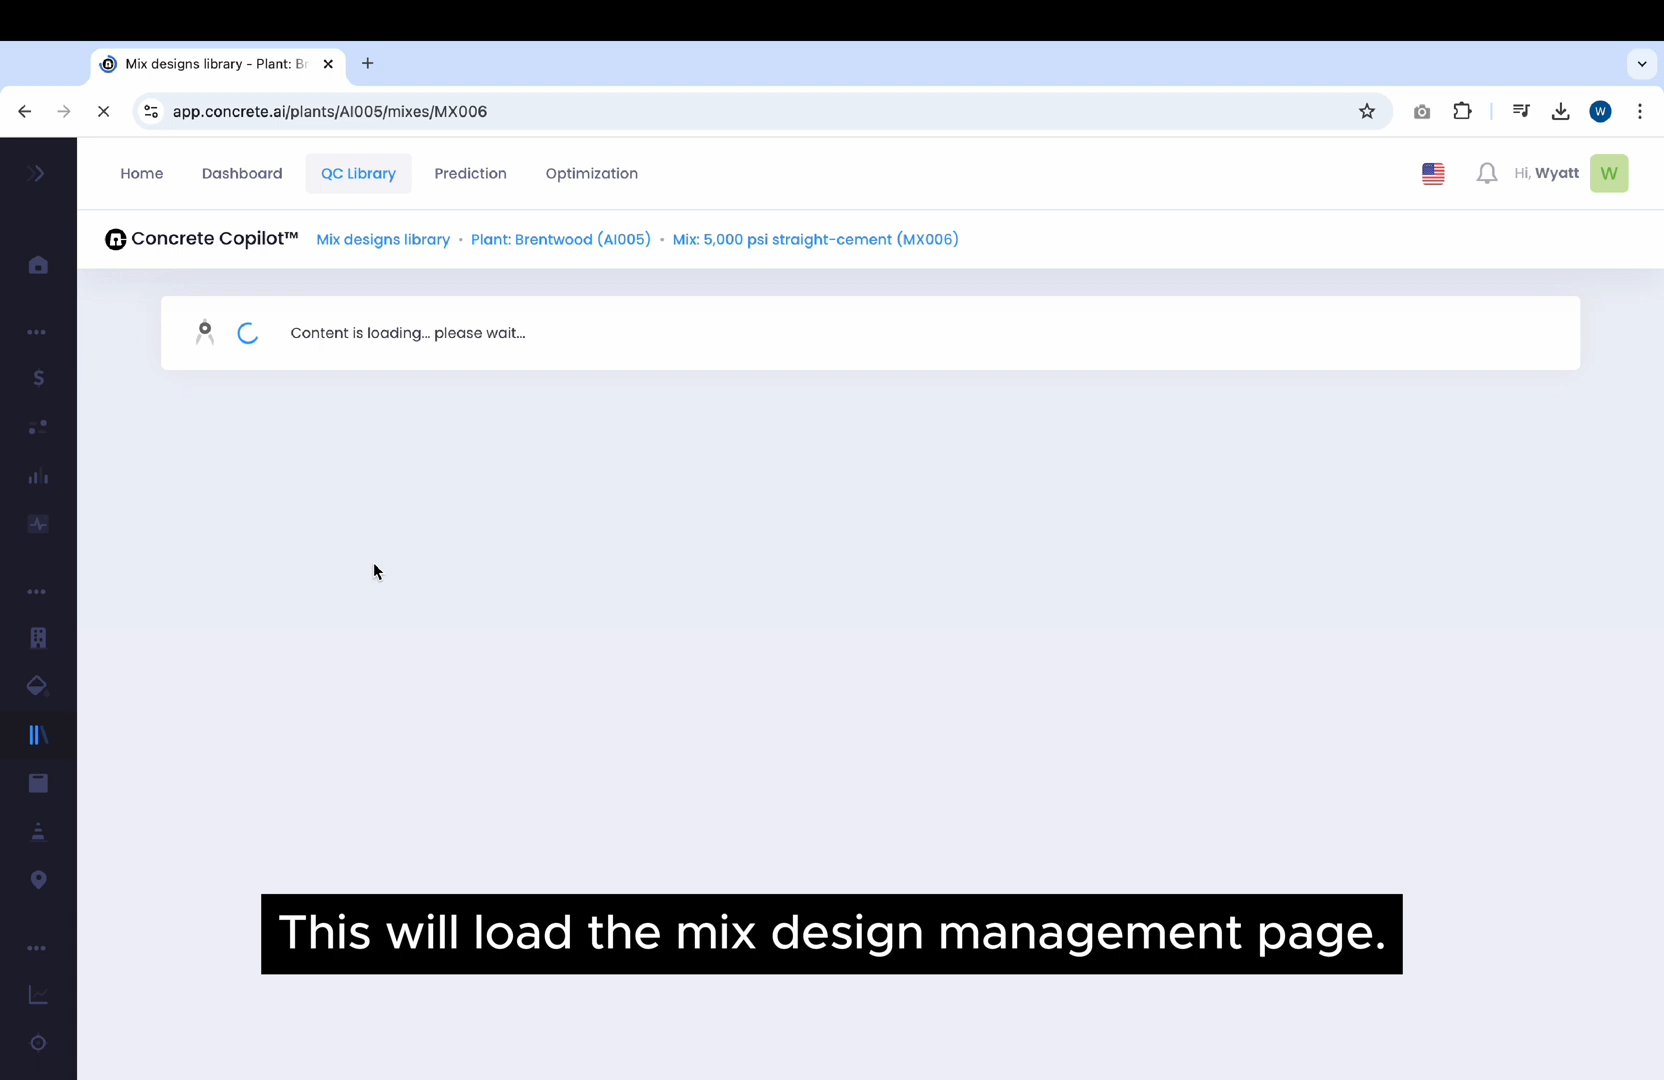 Mix designs library - Plant: Br
app.concrete.ai/plants/AI005/mixes/MX006
W
Home
Dashboard
QC Library
Prediction
Optimization
Hi, Wyatt
W
Concrete Copilot™
Mix designs library • Plant: Brentwood (AI005) • Mix: 5,000 psi straight-cement (MX006)
Content is loading... please wait...
This will load the mix design management page.